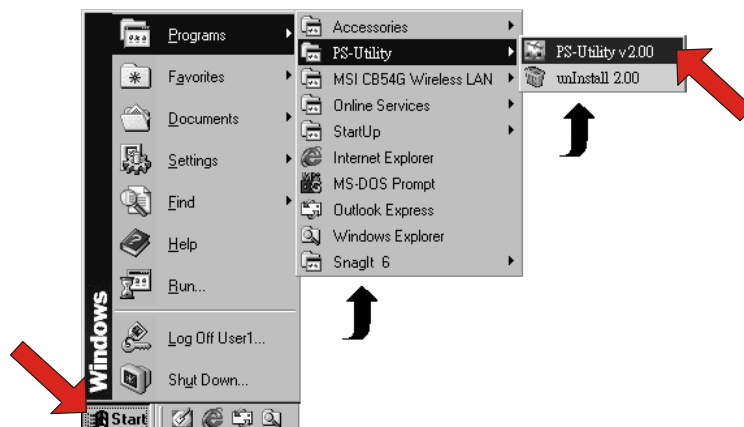 Programs
Favorites
Documents
Settings
Find
Help
Run...
Log Off User1...
Shut Down...
Windows
Start
Accessories
PS-Utility
MSI CB54G Wireless LAN
Online Services
StartUp
Internet Explorer
MS-DOS Prompt
Outlook Express
Windows Explorer
SnagIt 6
PS-Utility v2.00
unInstall 2.00